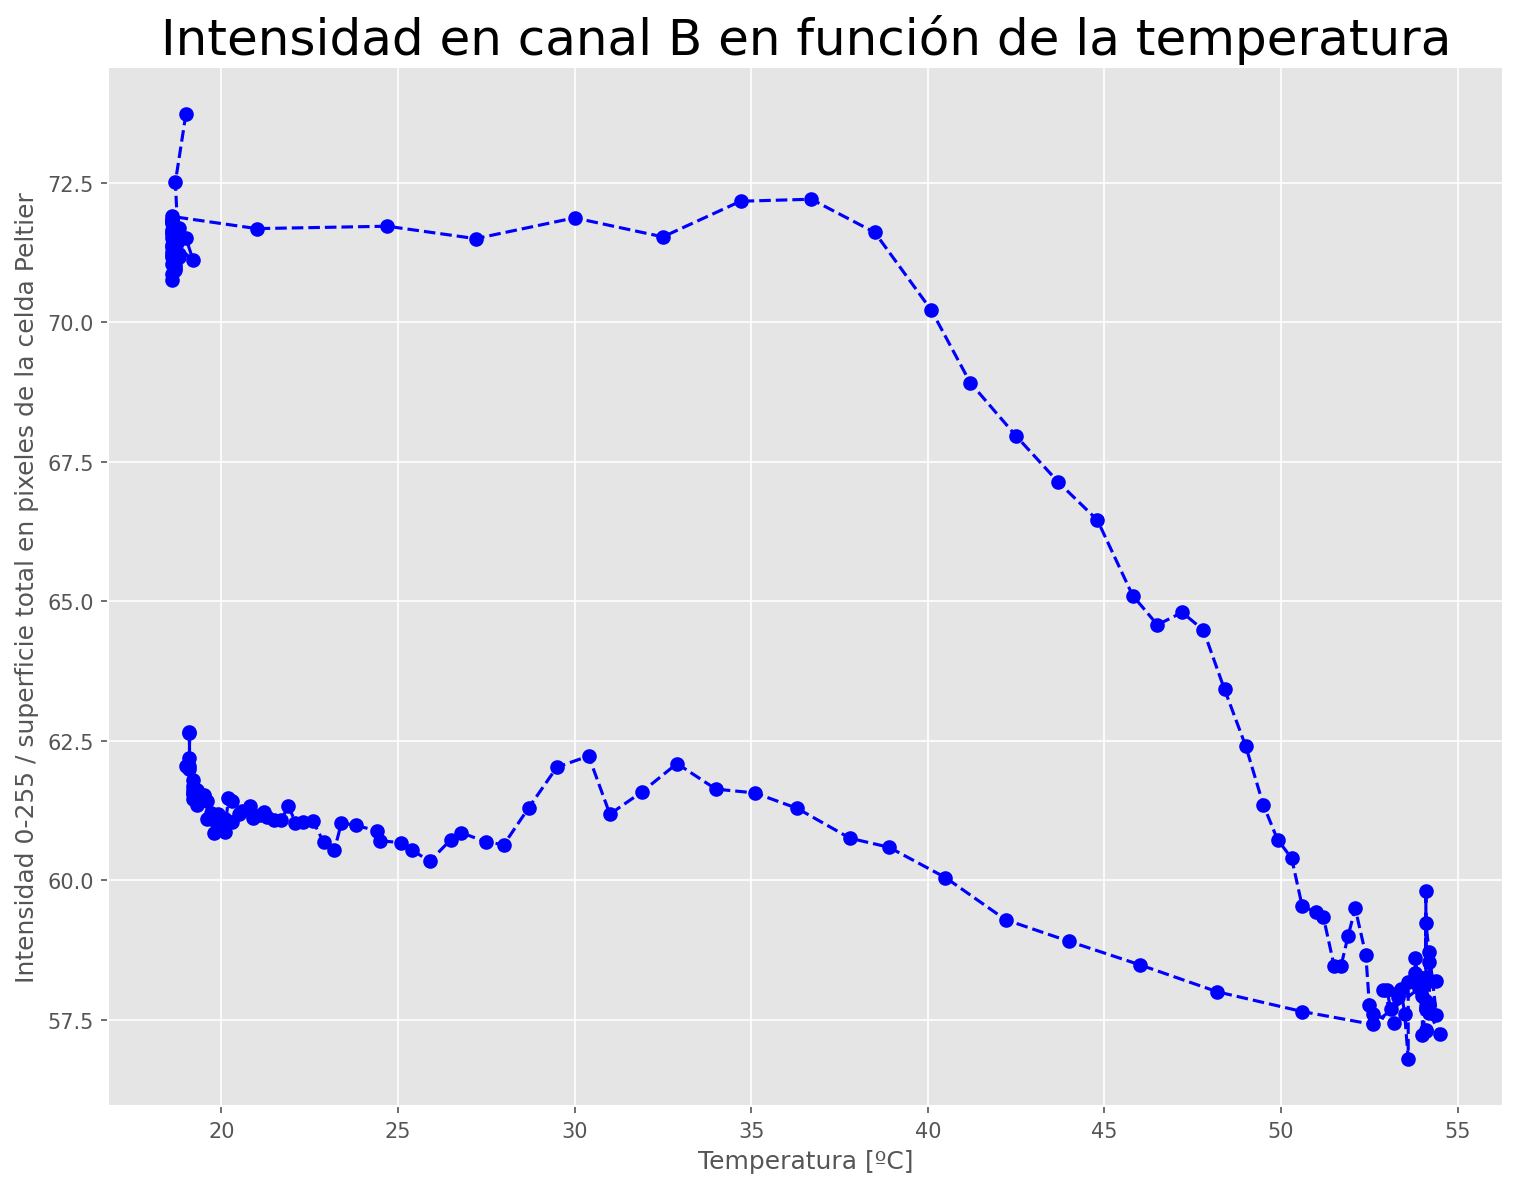 Intensidad en canal B en función de la temperatura
Intensidad 0-255 / superficie total en pixeles de la celda Peltier
72.5
70.0
67.5
65.0
62.5
60.0
57.5
20 25 30 35 40 45 50 55
Temperatura [ºC]